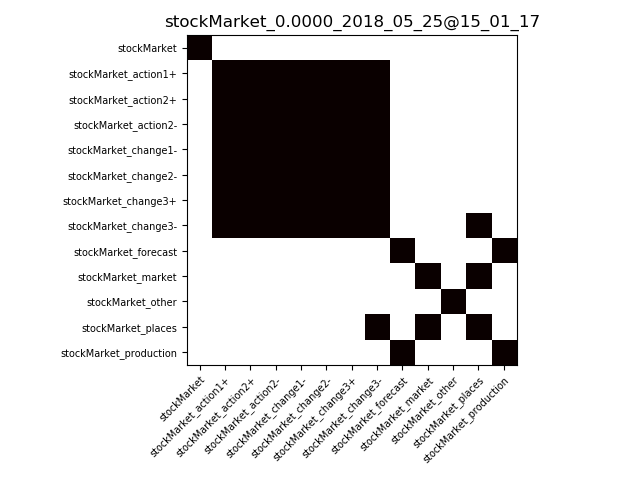 stockMarket_0.0000_2018_05_25@15_01_17
stockMarket
stockMarket_action1+
stockMarket_action2+
stockMarket_action2-
stockMarket_change1-
stockMarket_change2-
stockMarket_change3+
stockMarket_change3-
stockMarket_forecast
stockMarket_market
stockMarket_other
stockMarket_places
stockMarket_production
stockMarket
stockMarket_action1+
stockMarket_action2+
stockMarket_action2-
stockMarket_change1-
stockMarket_change2-
stockMarket_change3+
stockMarket_change3-
stockMarket_forecast
stockMarket_market
stockMarket_other
stockMarket_places
stockMarket_production